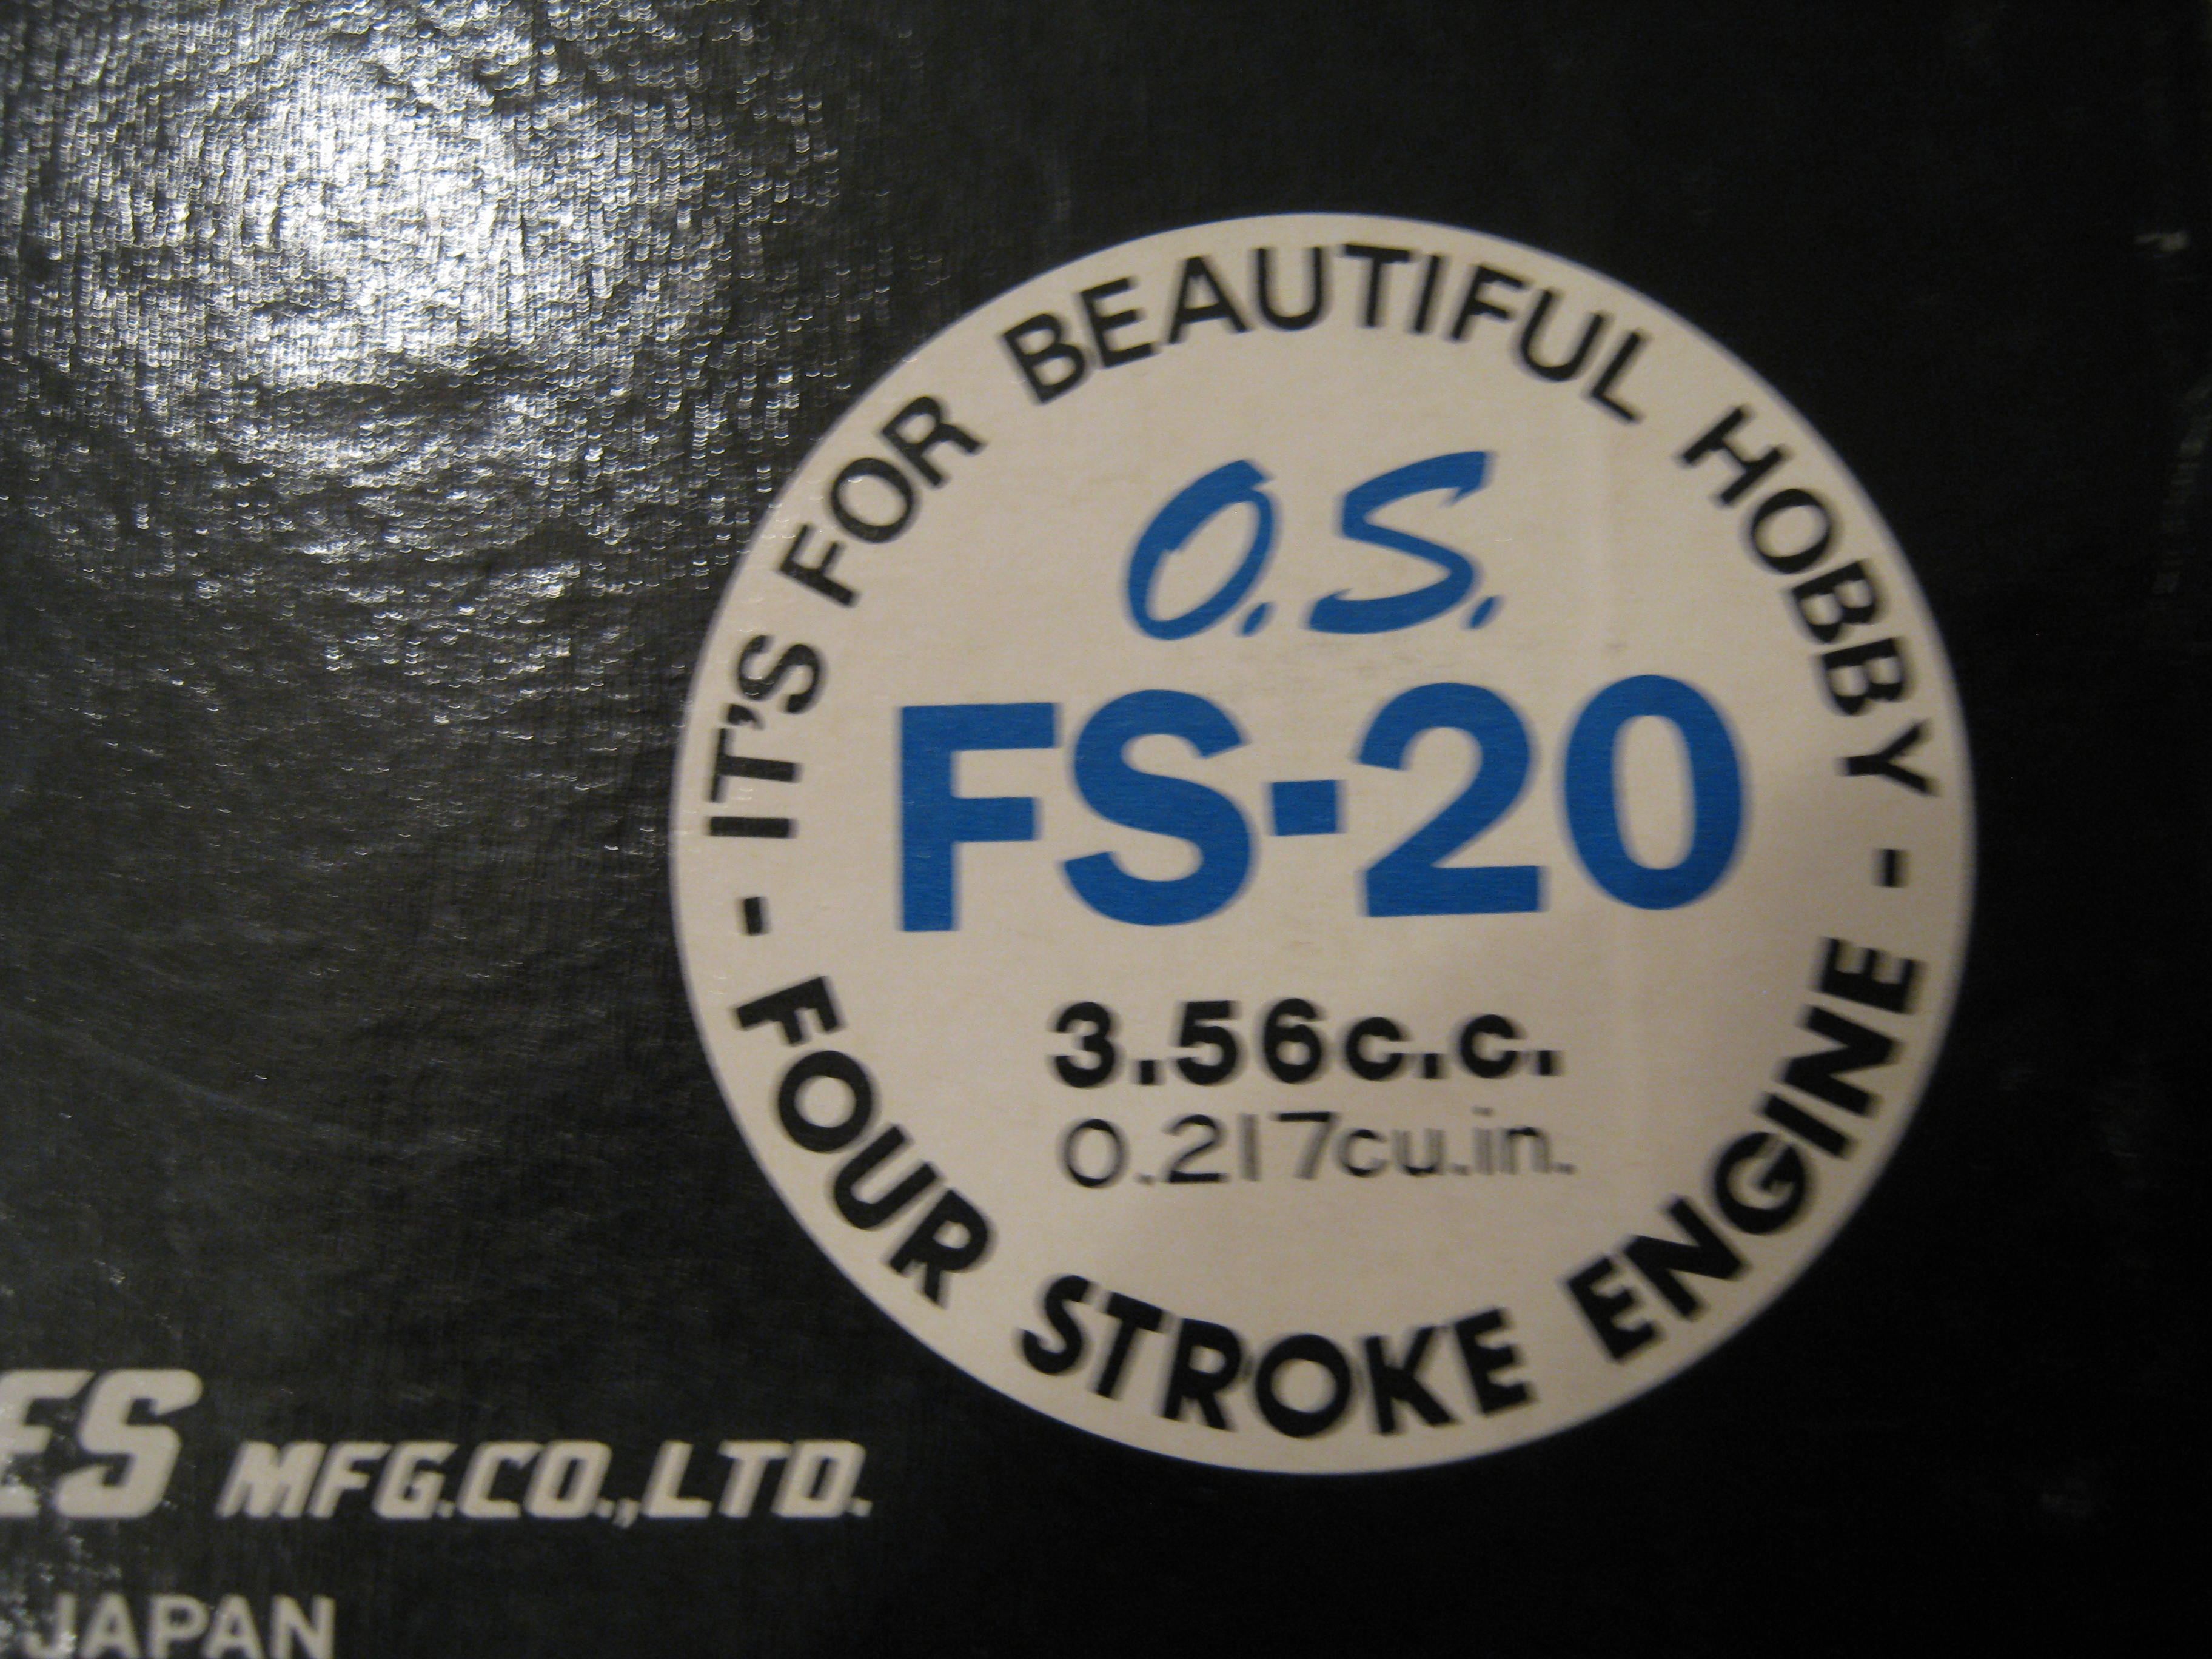 - IT'S FOR BEAUTIFUL HOBBY -
O.S.
FS-20
3.56c.c.
0.217cu.in.
FOUR STROKE ENGINE
ES MFG.CO.,LTD.
JAPAN